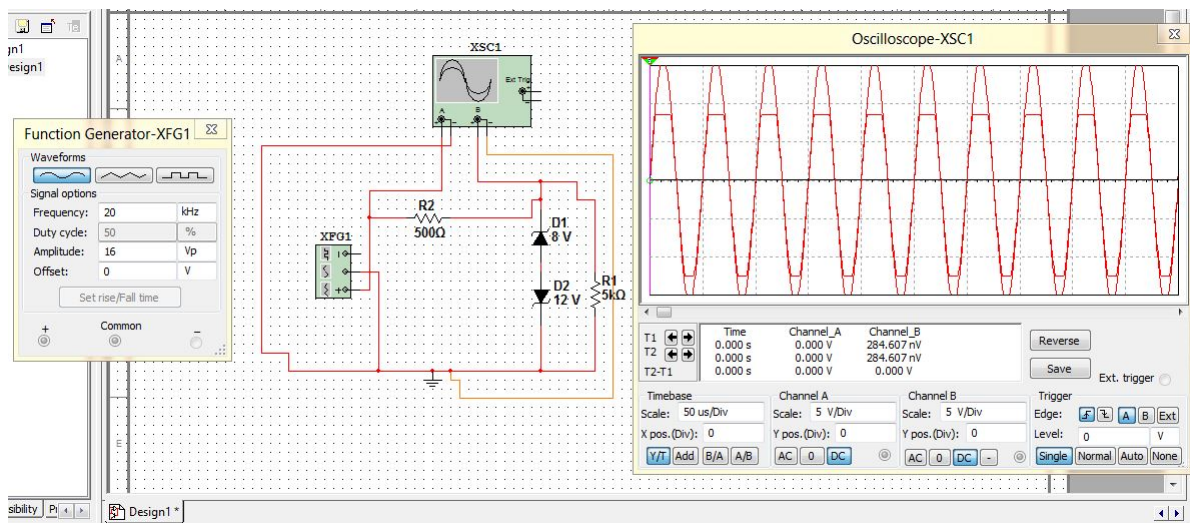 gn1
esign1
A
E
XSC1
Ext Trig
A
B
R2
500Ω
XFG1
D1
8 V
D2
12 V
R1
5kΩ
Function Generator-XFG1
Waveforms
Signal options
Frequency: 20 kHz
Duty cycle: 50 %
Amplitude: 16 Vp
Offset: 0 V
Set rise/Fall time
+ Common −
Oscilloscope-XSC1
Time Channel_A Channel_B
T1 0.000 s 0.000 V 284.607 nV
T2 0.000 s 0.000 V 284.607 nV
T2-T1 0.000 s 0.000 V 0.000 V
Reverse
Save
Ext. trigger
Timebase
Scale: 50 us/Div
X pos.(Div): 0
Y/T Add B/A A/B
Channel A
Scale: 5 V/Div
Y pos.(Div): 0
AC 0 DC
Channel B
Scale: 5 V/Div
Y pos.(Div): 0
AC 0 DC -
Trigger
Edge: A B Ext
Level: 0 V
Single Normal Auto None
sibility
Design1 *